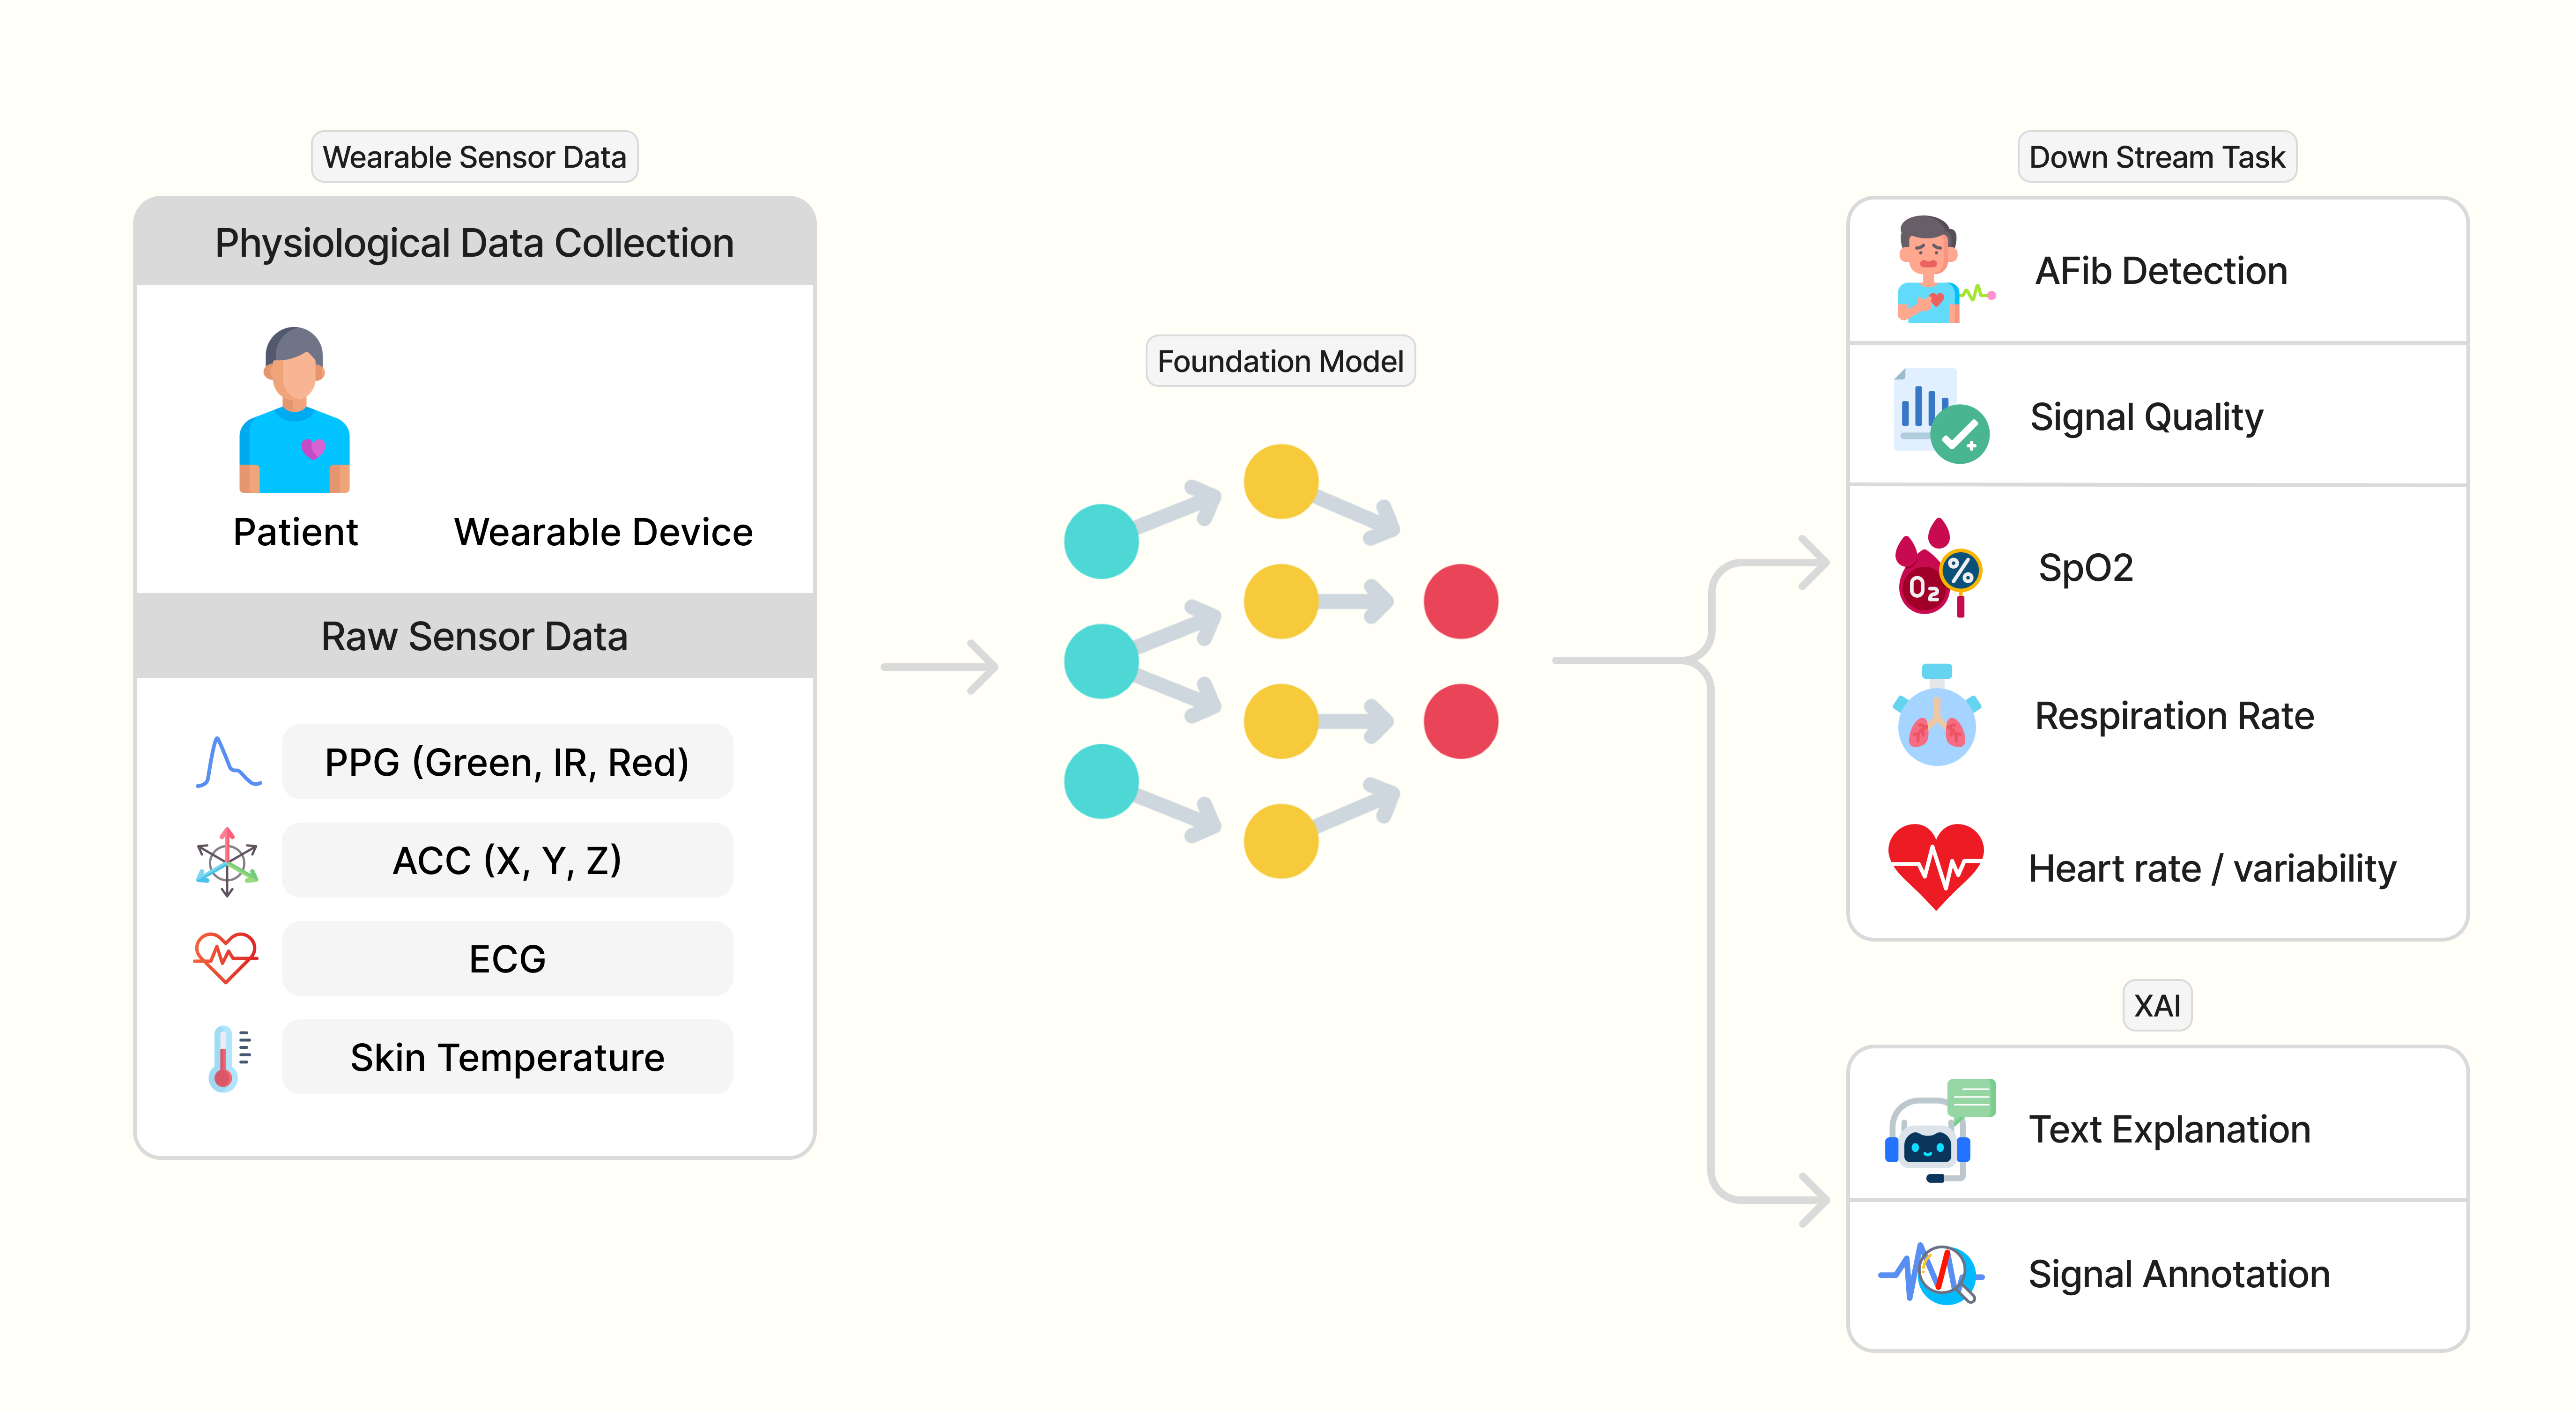 Wearable Sensor Data
Physiological Data Collection
Patient
Wearable Device
Raw Sensor Data
PPG (Green, IR, Red)
ACC (X, Y, Z)
ECG
Skin Temperature
Foundation Model
Down Stream Task
AFib Detection
Signal Quality
O2
%
SpO2
Respiration Rate
Heart rate / variability
XAI
Text Explanation
Signal Annotation